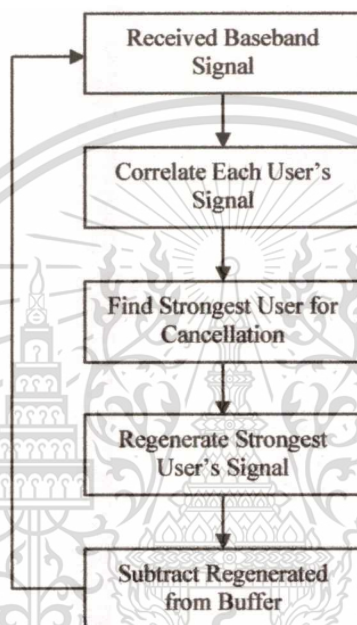 Received Baseband
Signal
Correlate Each User's
Signal
Find Strongest User for
Cancellation
Regenerate Strongest
User's Signal
Subtract Regenerated
from Buffer